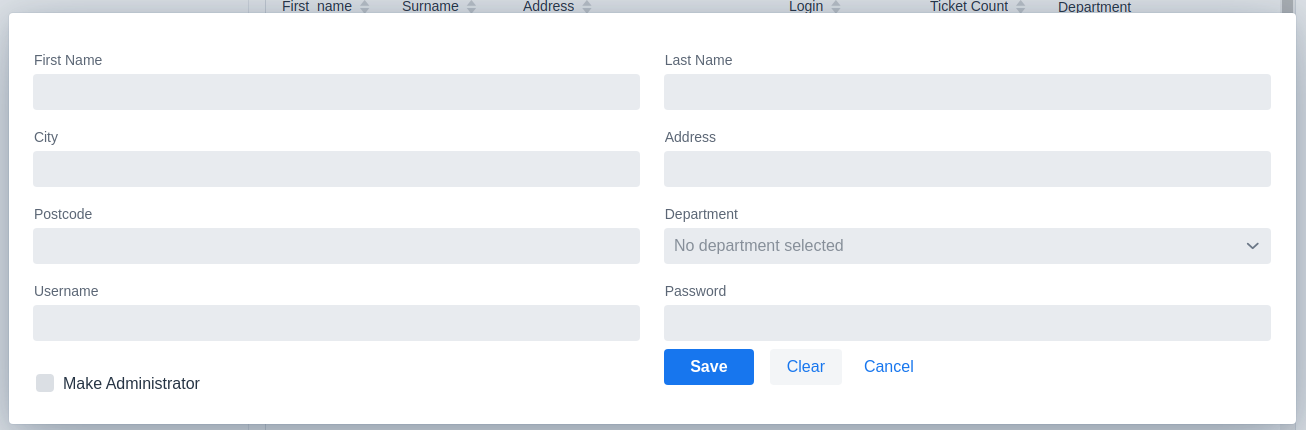 First_name Surname Address Login Ticket Count Department
First Name Last Name
City Address
Postcode Department
No department selected
Username Password
Save Clear Cancel
Make Administrator